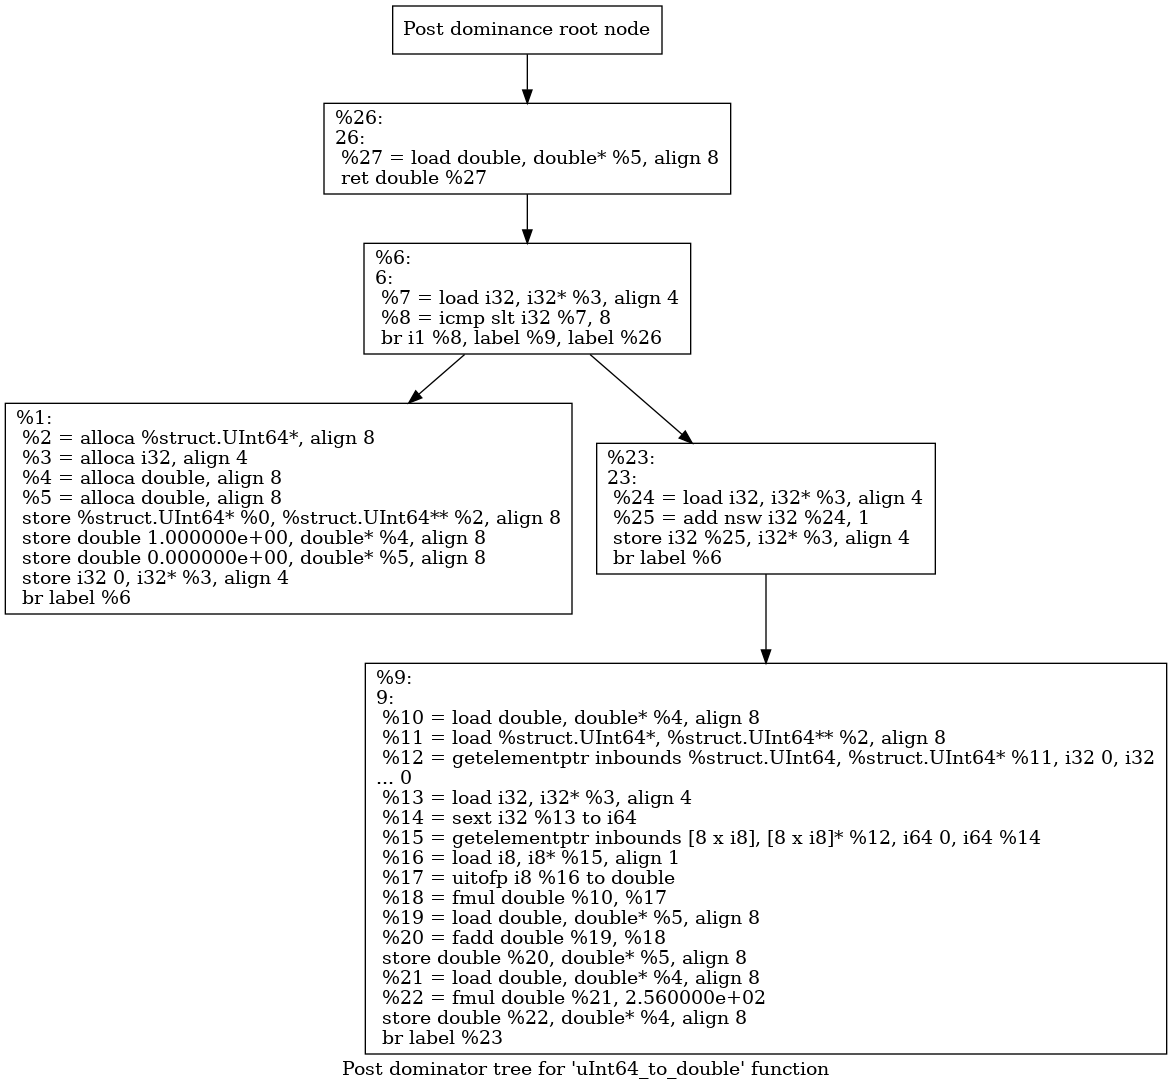 Post dominance root node
%26:
26:
%27 = load double, double* %5, align 8
ret double %27
%6:
6:
%7 = load i32, i32* %3, align 4
%8 = icmp slt i32 %7, 8
br i1 %8, label %9, label %26
%1:
%2 = alloca %struct.UInt64*, align 8
%3 = alloca i32, align 4
%4 = alloca double, align 8
%5 = alloca double, align 8
store %struct.UInt64* %0, %struct.UInt64** %2, align 8
store double 1.000000e+00, double* %4, align 8
store double 0.000000e+00, double* %5, align 8
store i32 0, i32* %3, align 4
br label %6
%23:
23:
%24 = load i32, i32* %3, align 4
%25 = add nsw i32 %24, 1
store i32 %25, i32* %3, align 4
br label %6
%9:
9:
%10 = load double, double* %4, align 8
%11 = load %struct.UInt64*, %struct.UInt64** %2, align 8
%12 = getelementptr inbounds %struct.UInt64, %struct.UInt64* %11, i32 0, i32
... 0
%13 = load i32, i32* %3, align 4
%14 = sext i32 %13 to i64
%15 = getelementptr inbounds [8 x i8], [8 x i8]* %12, i64 0, i64 %14
%16 = load i8, i8* %15, align 1
%17 = uitofp i8 %16 to double
%18 = fmul double %10, %17
%19 = load double, double* %5, align 8
%20 = fadd double %19, %18
store double %20, double* %5, align 8
%21 = load double, double* %4, align 8
%22 = fmul double %21, 2.560000e+02
store double %22, double* %4, align 8
br label %23
Post dominator tree for 'uInt64_to_double' function